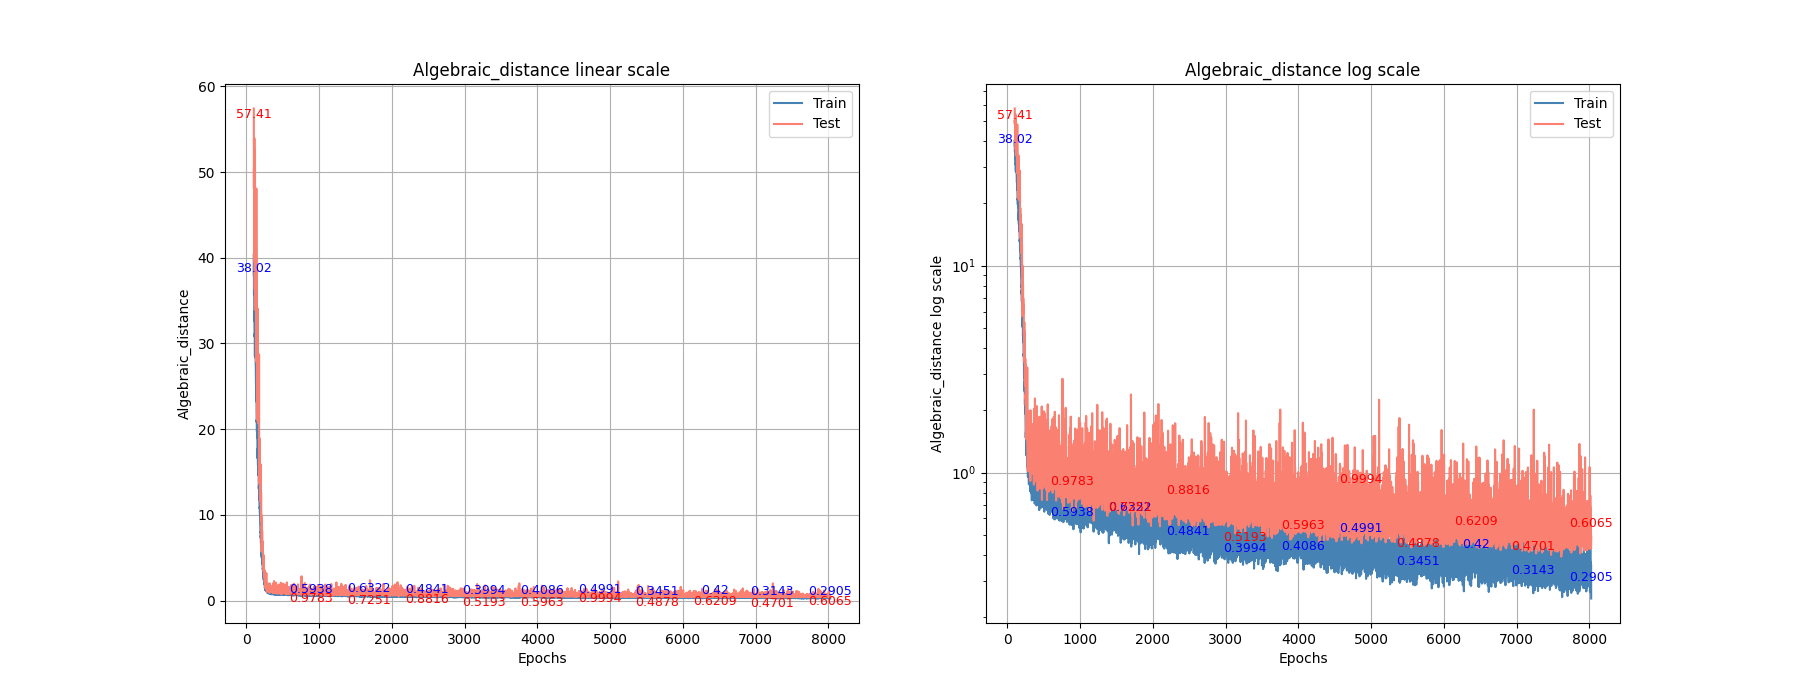 Algebraic_distance linear scale
Algebraic_distance
60
50
40
30
20
10
0
57.41
38.02
Train
Test
0.5938 0.6322 0.4841 0.3994 0.4086 0.4991 0.3451 0.42 0.3143 0.2905
0.9783 0.7251 0.8816 0.5193 0.5963 0.9994 0.4878 0.6209 0.4701 0.6065
0 1000 2000 3000 4000 5000 6000 7000 8000
Epochs
Algebraic_distance log scale
Algebraic_distance log scale
10¹
10⁰
57.41
38.02
Train
Test
0.9783 0.8816 0.5193 0.5963 0.9994 0.4878 0.6209 0.4701 0.6065
0.5938 0.6322 0.4841 0.3994 0.4086 0.4991 0.3451 0.42 0.3143 0.2905
0 1000 2000 3000 4000 5000 6000 7000 8000
Epochs